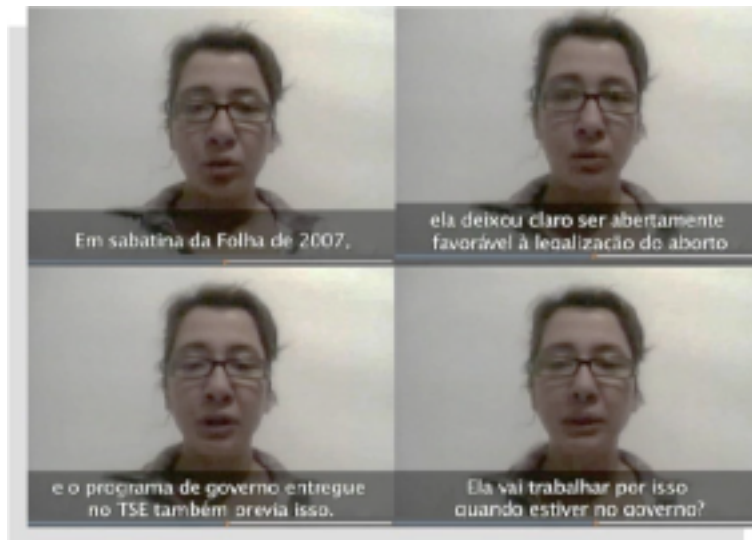 Em sabatina da Folha de 2007,
ela deixou claro ser abertamente
favorável à legalização do aborto
e o programa de governo entregue
no TSE também previa isso.
Ela vai trabalhar por isso
quando estiver no governo?